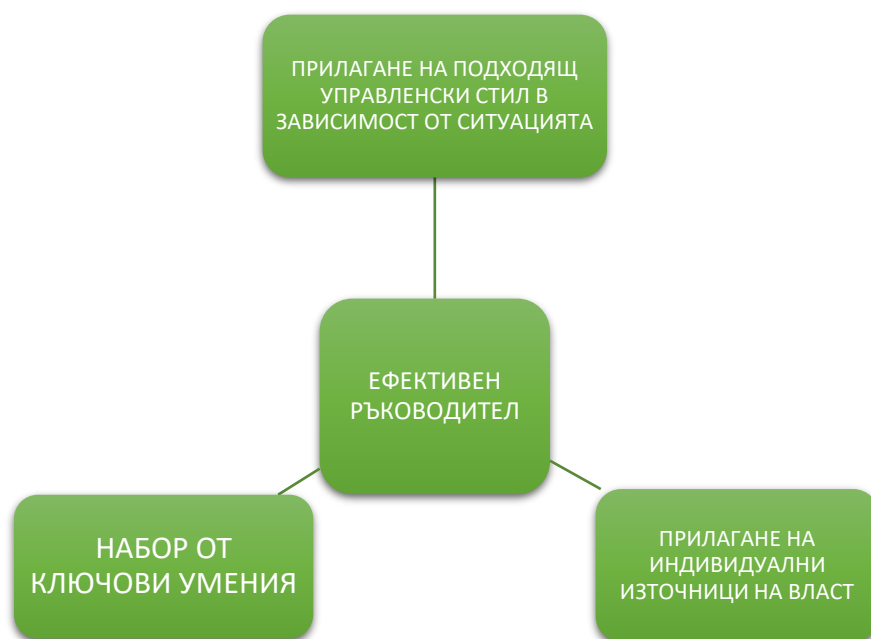 ПРИЛАГАНЕ НА ПОДХОДЯЩ
УПРАВЛЕНСКИ СТИЛ В
ЗАВИСИМОСТ ОТ СИТУАЦИЯТА
ЕФЕКТИВЕН
РЪКОВОДИТЕЛ
НАБОР ОТ
КЛЮЧОВИ УМЕНИЯ
ПРИЛАГАНЕ НА
ИНДИВИДУАЛНИ
ИЗТОЧНИЦИ НА ВЛАСТ